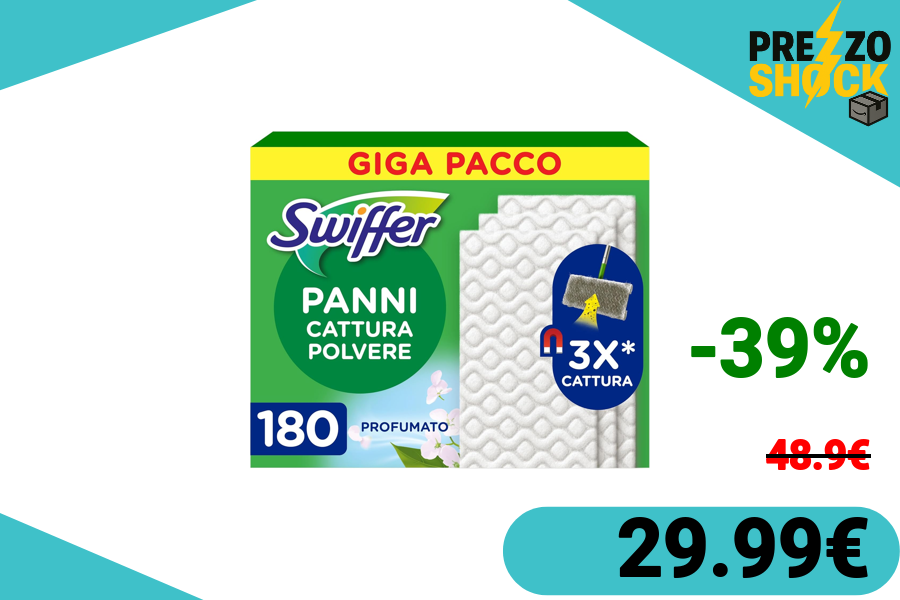 PREZZO
SHOCK
GIGA PACCO
Swiffer
PANNI
CATTURA
POLVERE
3X*
CATTURA
180
PROFUMATO
-39%
48.9€
29.99€